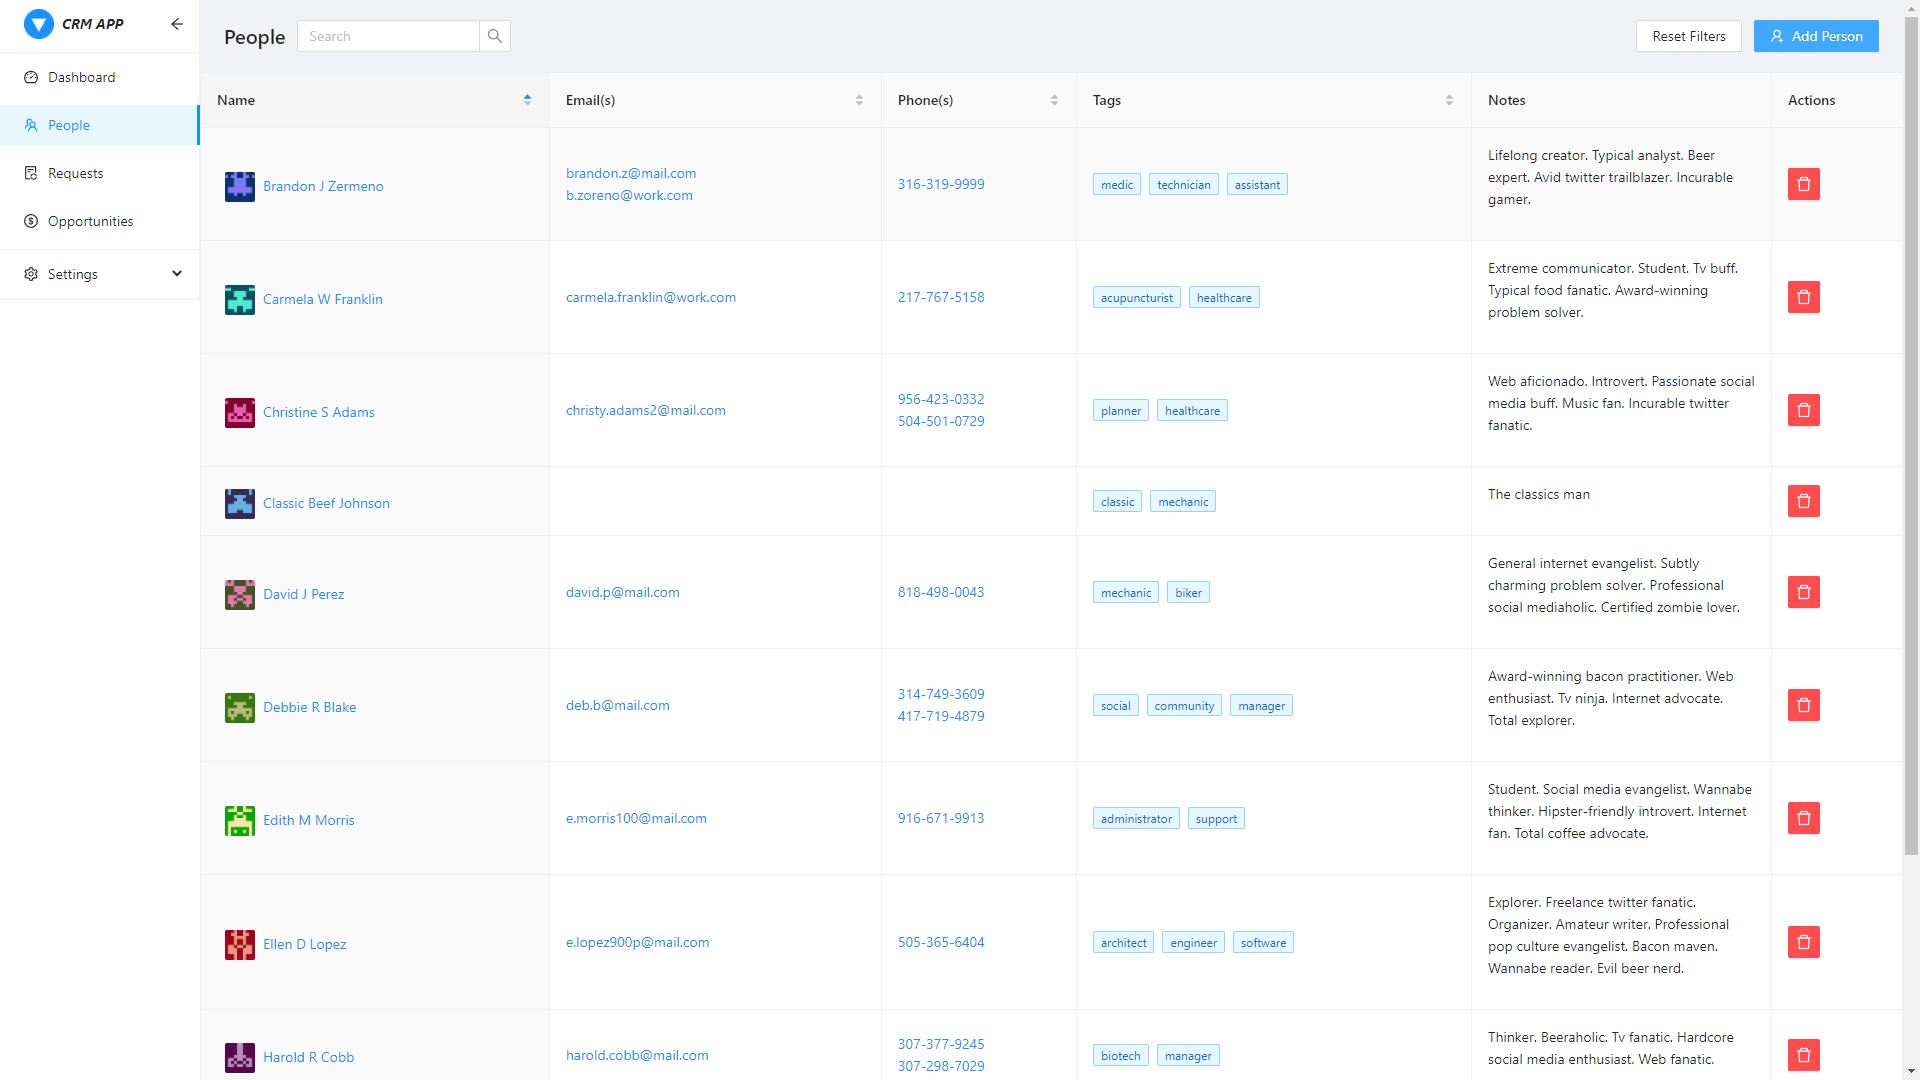 CRM APP
People
Search
Reset Filters
Add Person
Dashboard
People
Requests
Opportunities
Settings
Name
Email(s)
Phone(s)
Tags
Notes
Actions
Brandon J Zermeno
brandon.z@mail.com
b.zoreno@work.com
316-319-9999
medic
technician
assistant
Lifelong creator. Typical analyst. Beer
expert. Avid twitter trailblazer. Incurable
gamer.
Carmela W Franklin
carmela.franklin@work.com
217-767-5158
acupuncturist
healthcare
Extreme communicator. Student. Tv buff.
Typical food fanatic. Award-winning
problem solver.
Christine S Adams
christy.adams2@mail.com
956-423-0332
504-501-0729
planner
healthcare
Web aficionado. Introvert. Passionate social
media buff. Music fan. Incurable twitter
fanatic.
Classic Beef Johnson
classic
mechanic
The classics man
David J Perez
david.p@mail.com
818-498-0043
mechanic
biker
General internet evangelist. Subtly
charming problem solver. Professional
social mediaholic. Certified zombie lover.
Debbie R Blake
deb.b@mail.com
314-749-3609
417-719-4879
social
community
manager
Award-winning bacon practitioner. Web
enthusiast. Tv ninja. Internet advocate.
Total explorer.
Edith M Morris
e.morris100@mail.com
916-671-9913
administrator
support
Student. Social media evangelist. Wannabe
thinker. Hipster-friendly introvert. Internet
fan. Total coffee advocate.
Ellen D Lopez
e.lopez900p@mail.com
505-365-6404
architect
engineer
software
Explorer. Freelance twitter fanatic.
Organizer. Amateur writer. Professional
pop culture evangelist. Bacon maven.
Wannabe reader. Evil beer nerd.
Harold R Cobb
harold.cobb@mail.com
307-377-9245
307-298-7029
biotech
manager
Thinker. Beeraholic. Tv fanatic. Hardcore
social media enthusiast. Web fanatic.